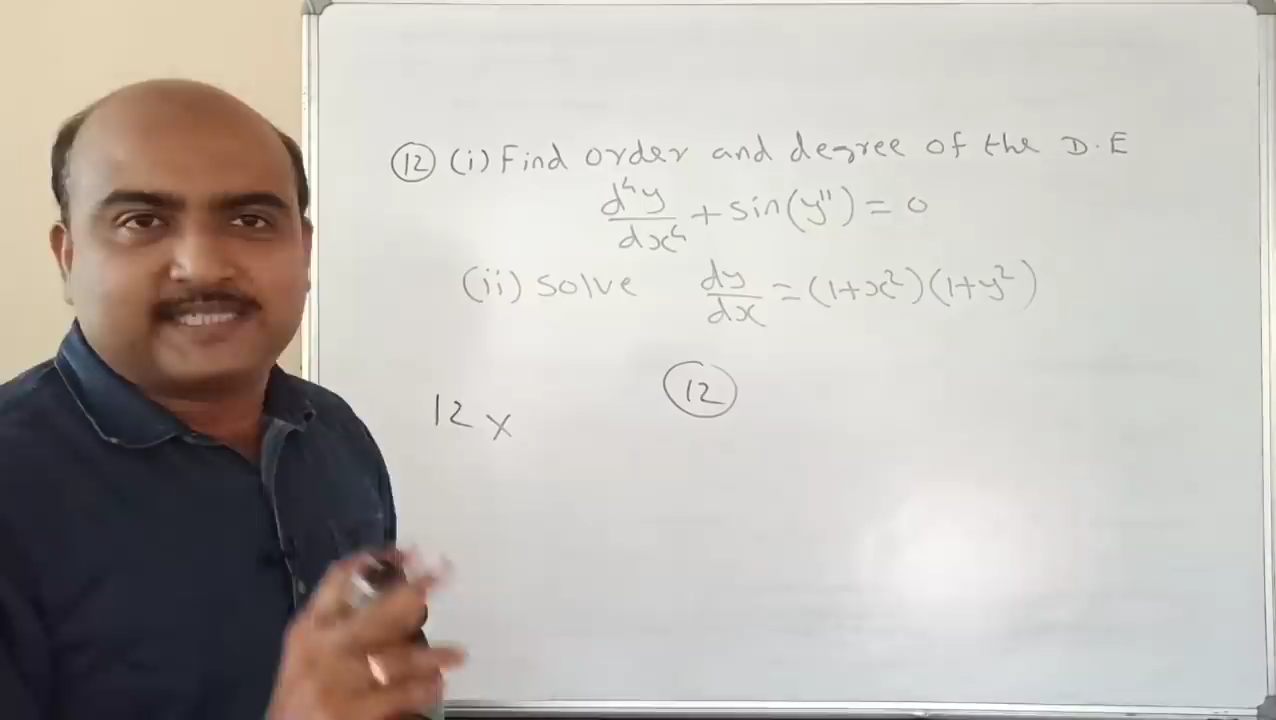 ⑫ (i) Find order and degree of the D.E
d⁴y/dx⁴ + sin(y''') = 0
(ii) solve dy/dx = (1+x²)(1+y²)
12 x
⑫